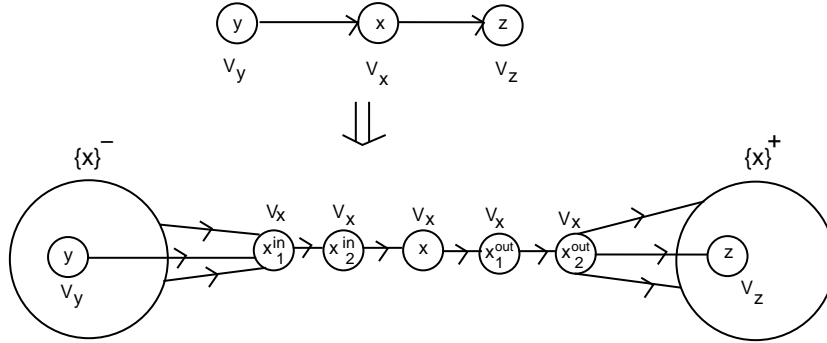 y x z
V_y V_x V_z
{x}^- {x}^+
V_x V_x V_x V_x V_x
y x_1^in x_2^in x x_1^out x_2^out z
V_y V_z